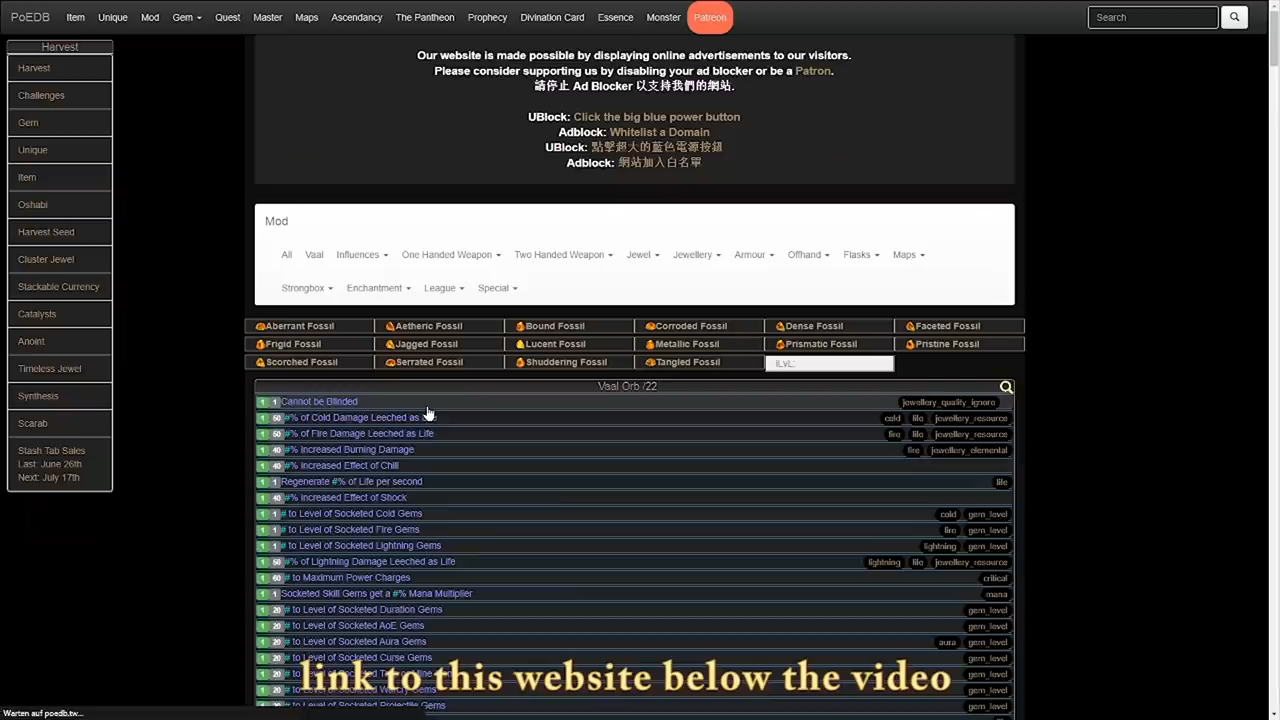 PoEDB Item Unique Mod Gem Quest Master Maps Ascendancy The Pantheon Prophecy Divination Card Essence Monster Patreon Search
Harvest
Harvest
Challenges
Gem
Unique
Item
Oshabi
Harvest Seed
Cluster Jewel
Stackable Currency
Catalysts
Anoint
Timeless Jewel
Synthesis
Scarab
Stash Tab Sales
Last: June 26th
Next: July 17th
Our website is made possible by displaying online advertisements to our visitors.
Please consider supporting us by disabling your ad blocker or be a Patron.
請停止 Ad Blocker 以支持我們的網站.
UBlock: Click the big blue power button
Adblock: Whitelist a Domain
UBlock: 點擊超大的藍色電源按鈕
Adblock: 網站加入白名單
Mod
All Vaal Influences One Handed Weapon Two Handed Weapon Jewel Jewellery Armour Offhand Flasks Maps
Strongbox Enchantment League Special
Aberrant Fossil Aetheric Fossil Bound Fossil Corroded Fossil Dense Fossil Faceted Fossil
Frigid Fossil Jagged Fossil Lucent Fossil Metallic Fossil Prismatic Fossil Pristine Fossil
Scorched Fossil Serrated Fossil Shuddering Fossil Tangled Fossil iLVL:
Vaal Orb /22
1 1 Cannot be Blinded jewellery_quality_ignore
1 50 #% of Cold Damage Leeched as cold life jewellery_resource
1 50 #% of Fire Damage Leeched as Life fire life jewellery_resource
1 40 #% increased Burning Damage fire jewellery_elemental
1 40 #% increased Effect of Chill
1 1 Regenerate #% of Life per second life
1 40 #% increased Effect of Shock
1 1 # to Level of Socketed Cold Gems cold gem_level
1 1 # to Level of Socketed Fire Gems fire gem_level
1 1 # to Level of Socketed Lightning Gems lightning gem_level
1 50 #% of Lightning Damage Leeched as Life lightning life jewellery_resource
1 60 # to Maximum Power Charges critical
1 1 Socketed Skill Gems get a #% Mana Multiplier mana
1 20 # to Level of Socketed Duration Gems gem_level
1 20 # to Level of Socketed AoE Gems gem_level
1 20 # to Level of Socketed Aura Gems aura gem_level
1 20 # to Level of Socketed Curse Gems gem_level
1 20 gem_level
1 20 # to Level of Socketed gem_level
1 20 # to Level of Socketed Projectile Gems gem_level
link to this website below the video
Warten auf poedb.tw...